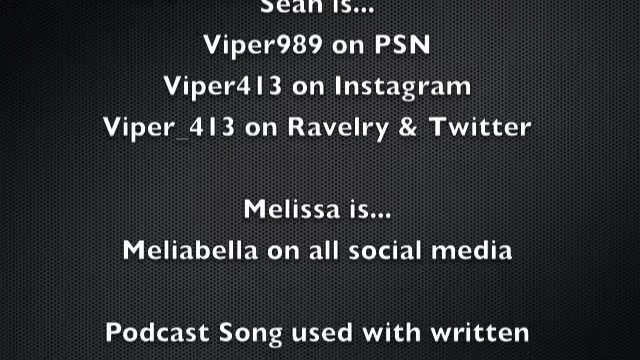 Sean is...
Viper989 on PSN
Viper413 on Instagram
Viper_413 on Ravelry & Twitter
Melissa is...
Meliabella on all social media
Podcast Song used with written